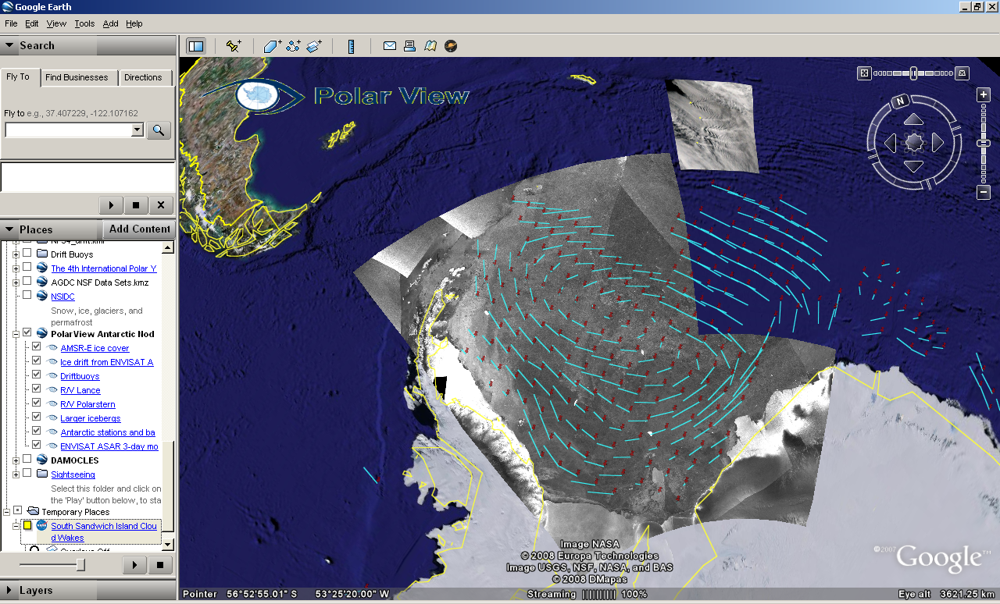 Google Earth
File Edit View Tools Add Help
Search
Fly To Find Businesses Directions
Fly to e.g., 37.407229, -122.107162
Places Add Content
Drift Buoys
The 4th International Polar Y
AGDC NSF Data Sets.kmz
NSIDC
Snow, ice, glaciers, and
permafrost
PolarView Antarctic Nod
AMSR-E ice cover
Ice drift from ENVISAT A
Driftbuoys
R/V Lance
R/V Polarstern
Larger icebergs
Antarctic stations and ba
ENVISAT ASAR 3-day mo
DAMOCLES
Sightseeing
Select this folder and click on
the 'Play' button below, to sta
Temporary Places
South Sandwich Island Clou
d Wakes
Layers
Polar View
N
Image NASA
© 2008 Europa Technologies
Image USGS, NSF, NASA, and BAS
© 2008 DMapas
©2007 Google™
Pointer 56°52'55.01" S 53°25'20.00" W Streaming |||||||||| 100% Eye alt 3621.25 km